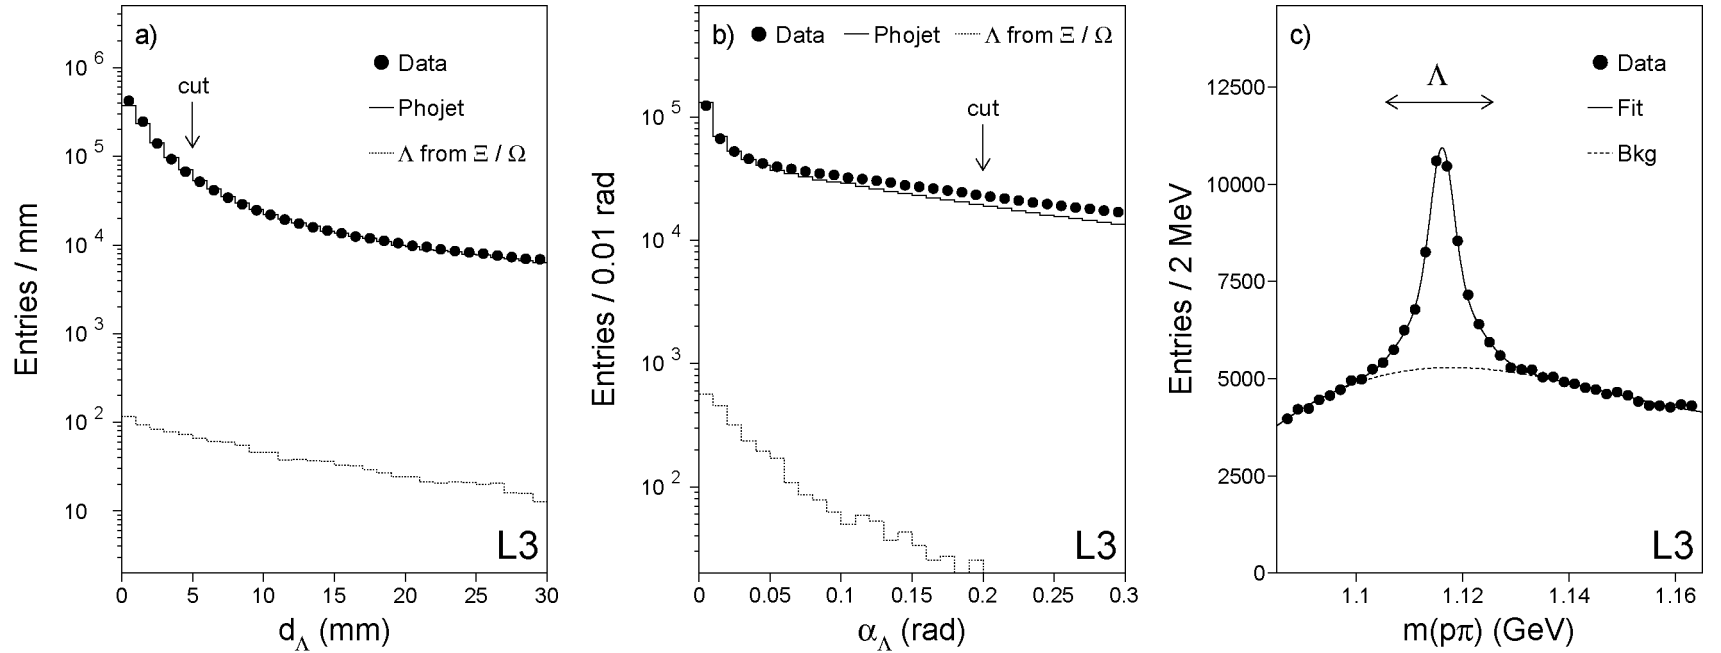 a)
Data
Phojet
Λ from Ξ / Ω
cut
L3
Entries / mm
10 6
10 5
10 4
10 3
10 2
10
0 5 10 15 20 25 30
dΛ (mm)
b)
Data Phojet Λ from Ξ / Ω
cut
L3
Entries / 0.01 rad
10 5
10 4
10 3
10 2
0 0.05 0.1 0.15 0.2 0.25 0.3
αΛ (rad)
c)
Data
Fit
Bkg
Λ
L3
Entries / 2 MeV
12500
10000
7500
5000
2500
0
1.1 1.12 1.14 1.16
m(pπ) (GeV)